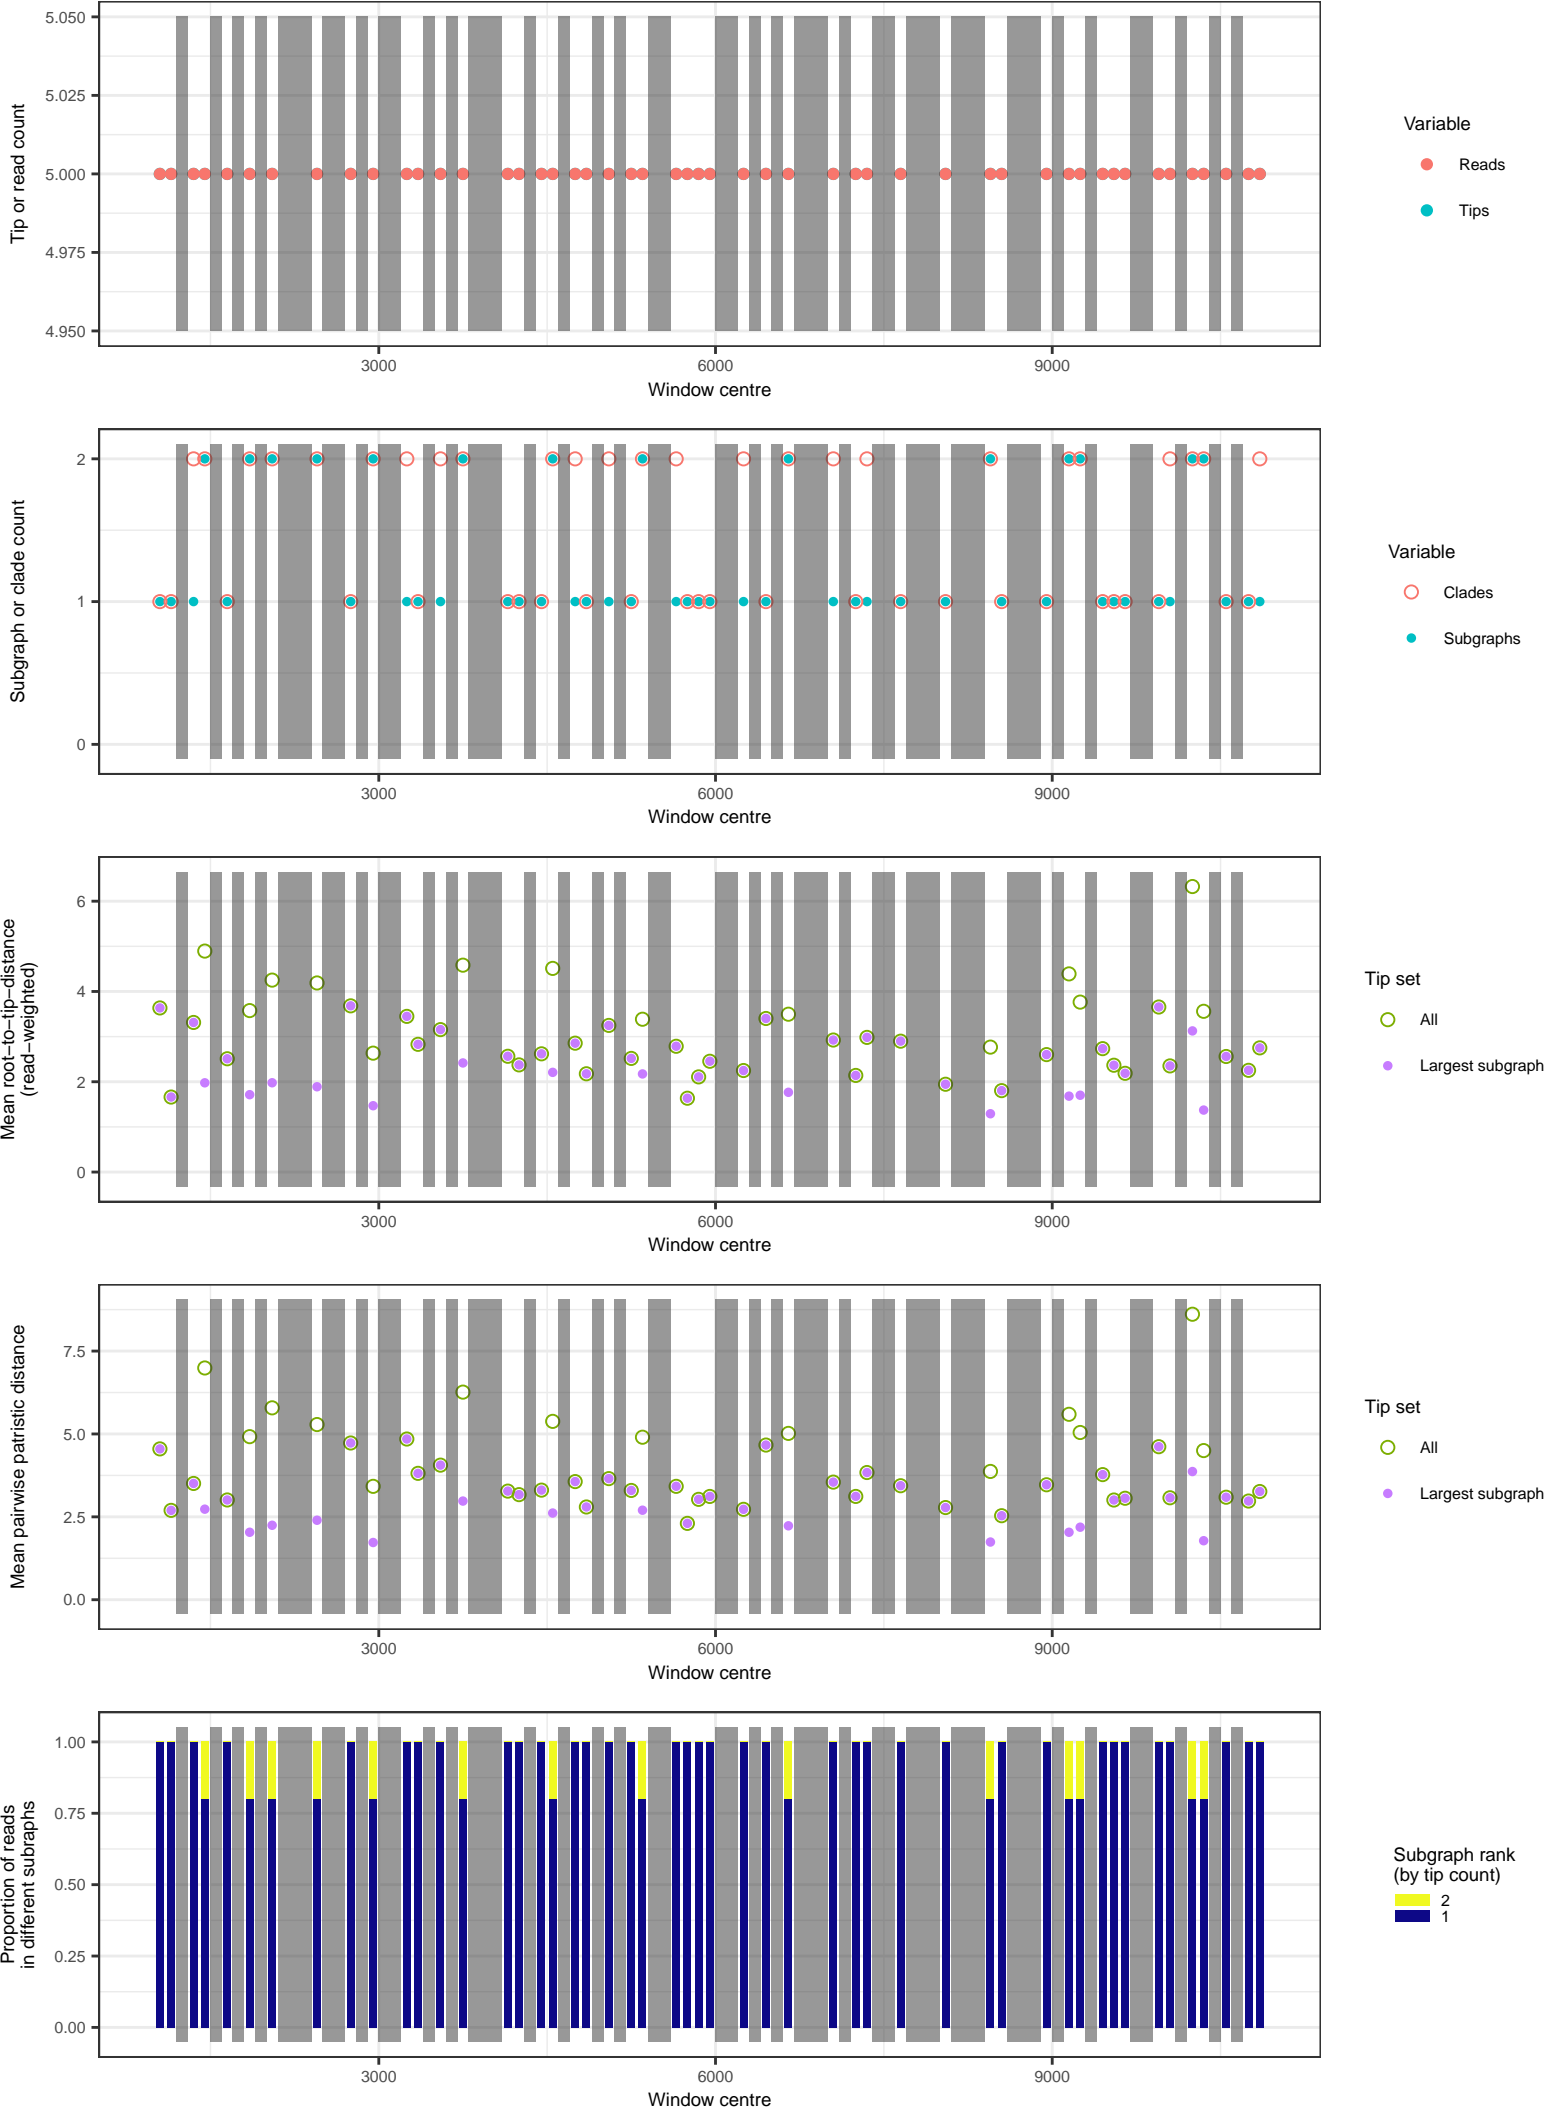 Tip or read count
5.050
5.025
5.000
4.975
4.950
3000 6000 9000
Window centre
Variable
Reads
Tips
Subgraph or clade count
2
1
0
3000 6000 9000
Window centre
Variable
Clades
Subgraphs
Mean root−to−tip−distance
(read−weighted)
6
4
2
0
3000 6000 9000
Window centre
Tip set
All
Largest subgraph
Mean pairwise patristic distance
7.5
5.0
2.5
0.0
3000 6000 9000
Window centre
Tip set
All
Largest subgraph
Proportion of reads
in different subraphs
1.00
0.75
0.50
0.25
0.00
3000 6000 9000
Window centre
Subgraph rank
(by tip count)
2
1